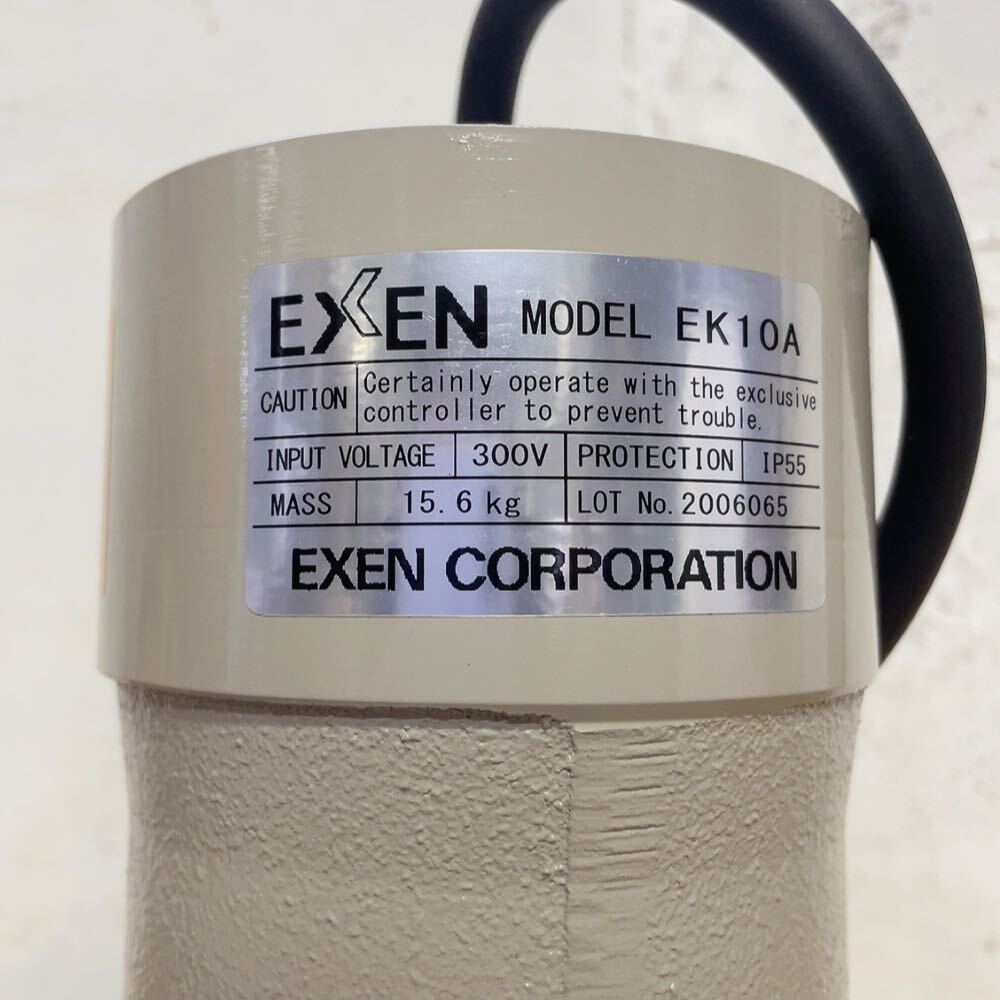 EXEN MODEL EK10A
CAUTION Certainly operate with the exclusive
controller to prevent trouble.
INPUT VOLTAGE 300V PROTECTION IP55
MASS 15.6 kg LOT No. 2006065
EXEN CORPORATION